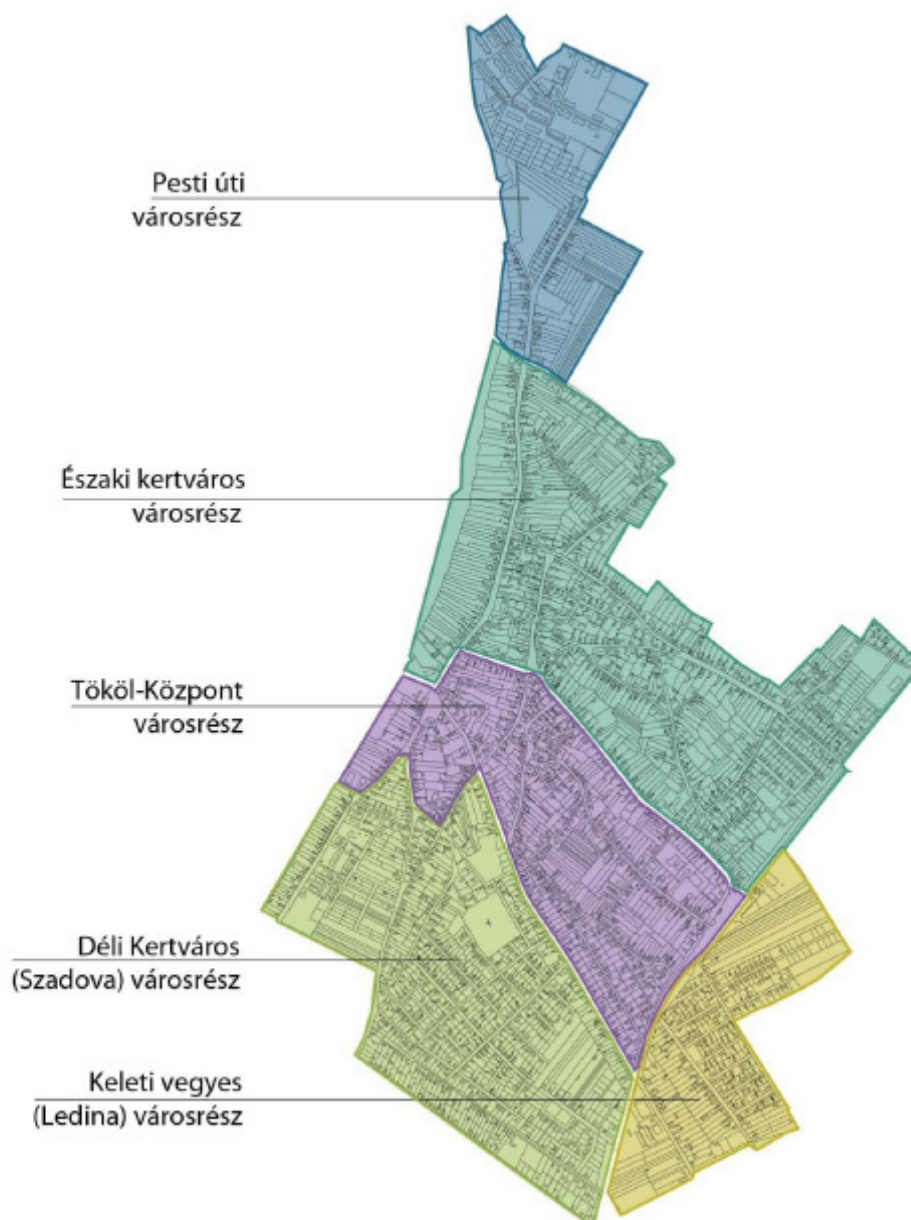 Pesti úti
városrész
Északi kertváros
városrész
Tököl-Központ
városrész
Déli Kertváros
(Szadova) városrész
Keleti vegyes
(Ledina) városrész